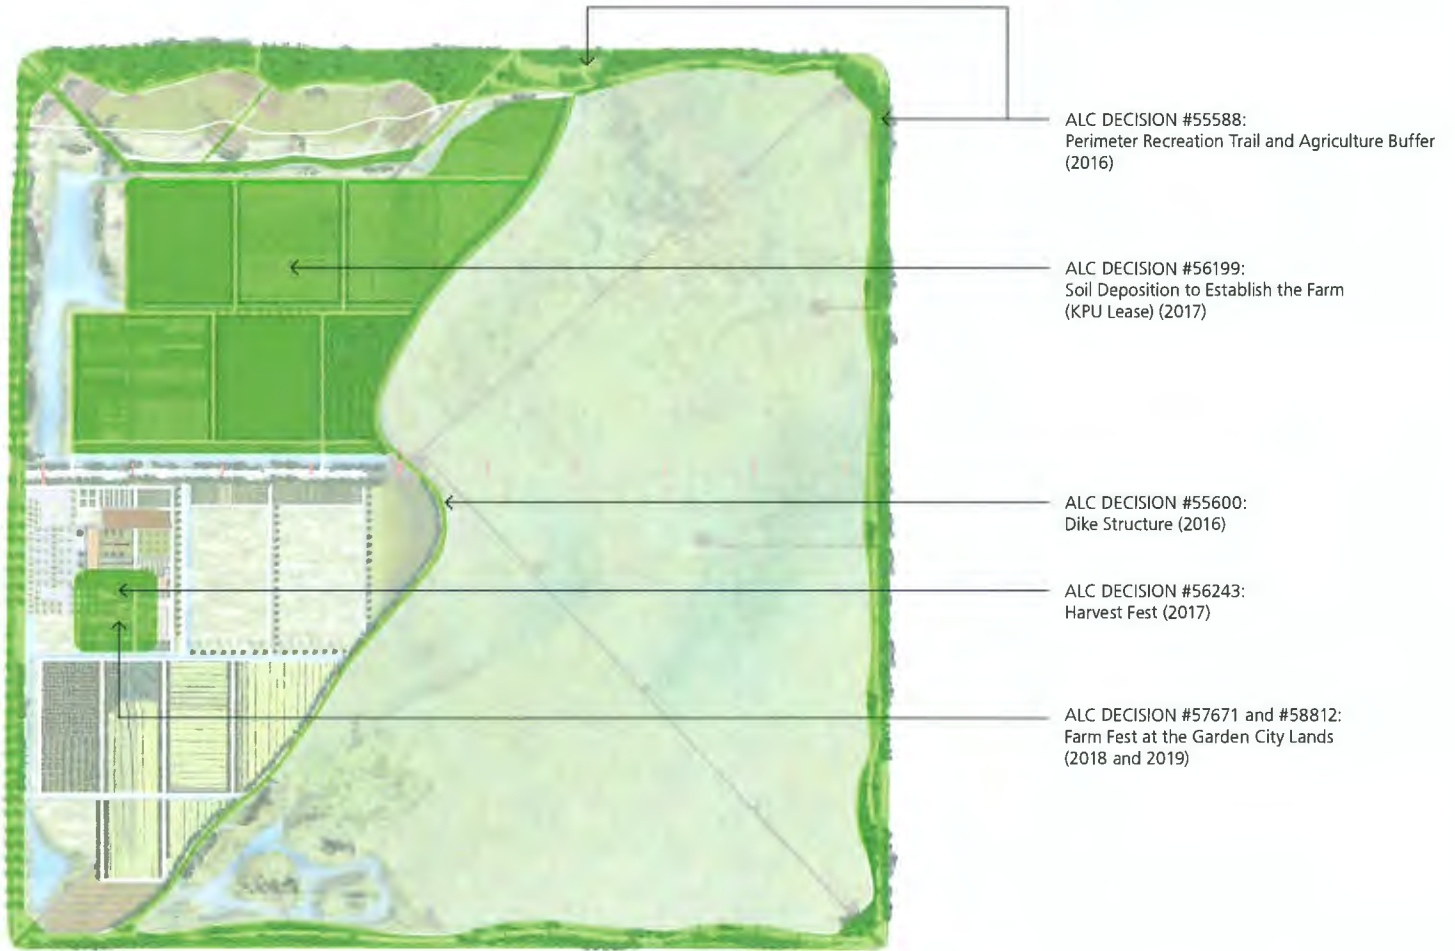 ALC DECISION #55588:
Perimeter Recreation Trail and Agriculture Buffer
(2016)
ALC DECISION #56199:
Soil Deposition to Establish the Farm
(KPU Lease) (2017)
ALC DECISION #55600:
Dike Structure (2016)
ALC DECISION #56243:
Harvest Fest (2017)
ALC DECISION #57671 and #58812:
Farm Fest at the Garden City Lands
(2018 and 2019)